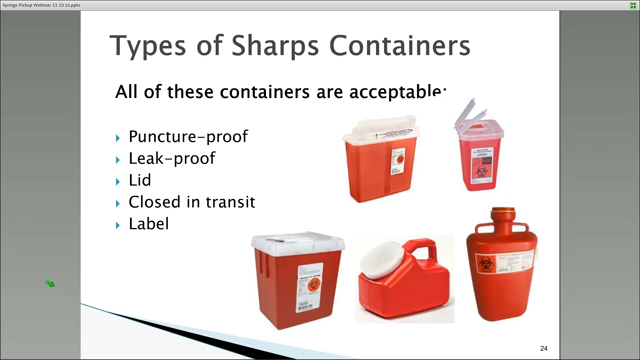 Syringe Pickup Webinar 11 23 11.pptx
Types of Sharps Containers
All of these containers are acceptable:
Puncture-proof
Leak-proof
Lid
Closed in transit
Label
24